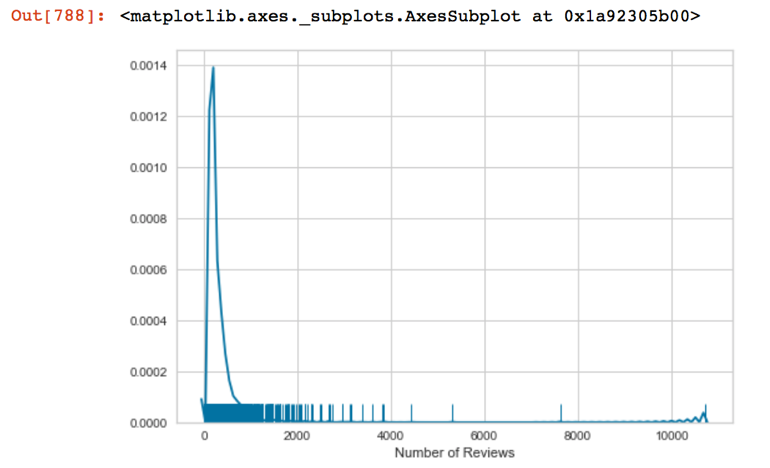 Out[788]: <matplotlib.axes._subplots.AxesSubplot at 0x1a92305b00>
0.0014
0.0012
0.0010
0.0008
0.0006
0.0004
0.0002
0.0000
0 2000 4000 6000 8000 10000
Number of Reviews